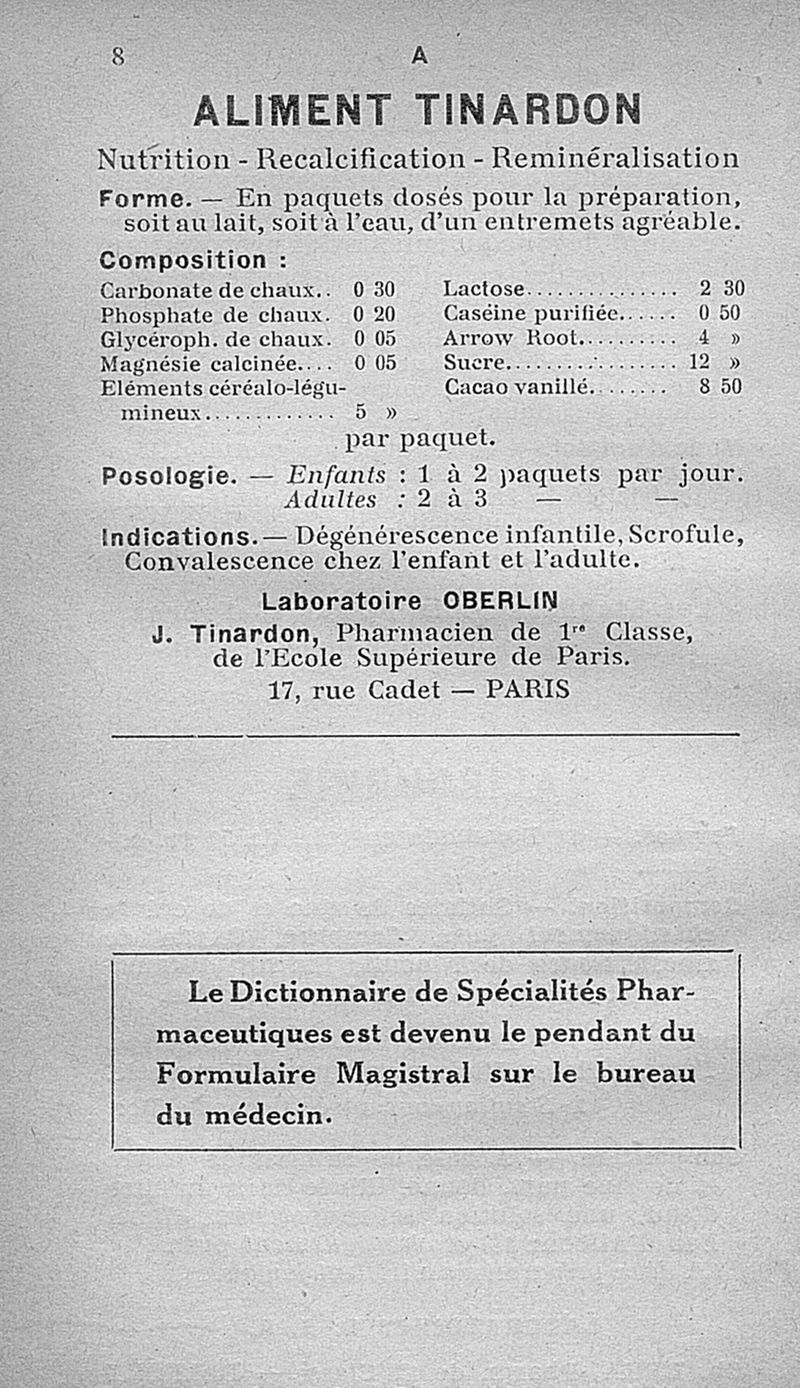 8
A
ALIMENT TINARDON
Nutrition - Recalcification - Reminéralisation
Forme. — En paquets dosés pour la préparation,
soit au lait, soit à l'eau, d'un entremets agréable.
Composition :
Carbonate de chaux.. 0 30
Phosphate de chaux. 0 20
Glycéroph. de chaux. 0 05
Magnésie calcinée.... 0 05
Eléments céréalo-légu-
mineux............. 5 »
Lactose............... 2 30
Caséine purifiée...... 0 50
Arrow Root.......... 4 »
Sucre................. 12 »
Cacao vanillé........ 8 50
par paquet.
Posologie. — Enfants : 1 à 2 paquets par jour.
Adultes : 2 à 3 — —
Indications. — Dégénérescence infantile, Scrofule,
Convalescence chez l'enfant et l'adulte.
Laboratoire OBERLIN
J. Tinardon, Pharmacien de 1re Classe,
de l'Ecole Supérieure de Paris.
17, rue Cadet — PARIS
Le Dictionnaire de Spécialités Phar-
maceutiques est devenu le pendant du
Formulaire Magistral sur le bureau
du médecin.